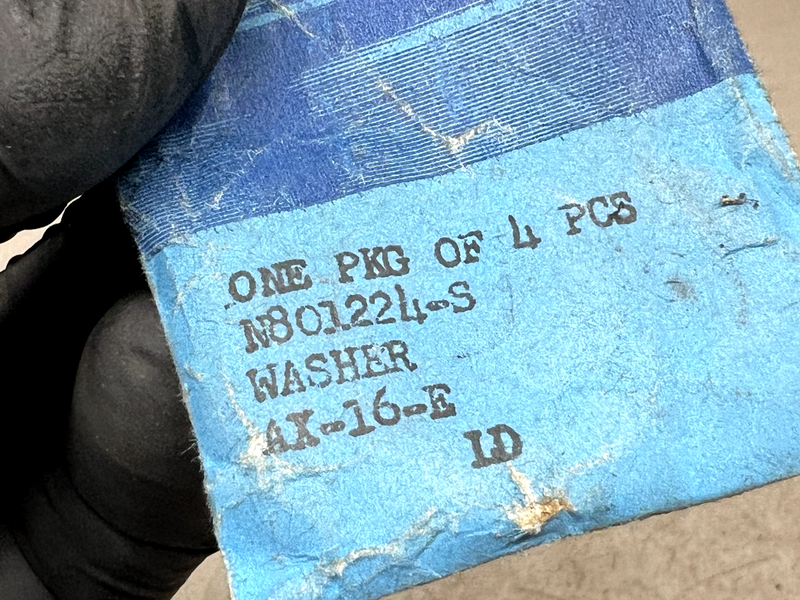 ONE PKG OF 4 PCS
N801224-S
WASHER
AX-16-E
LD